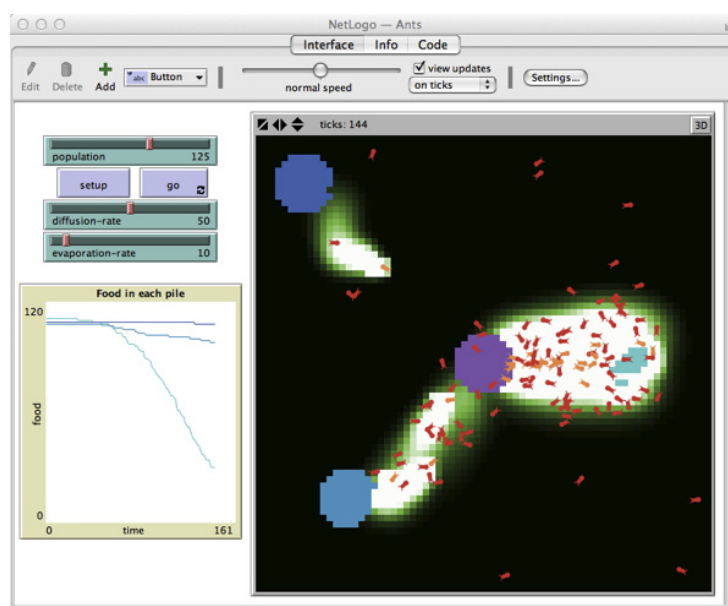 NetLogo — Ants
Interface Info Code
Edit Delete Add abc Button normal speed view updates on ticks Settings...
ticks: 144 3D
population 125
setup go
diffusion-rate 50
evaporation-rate 10
Food in each pile
120
food
0
0 time 161